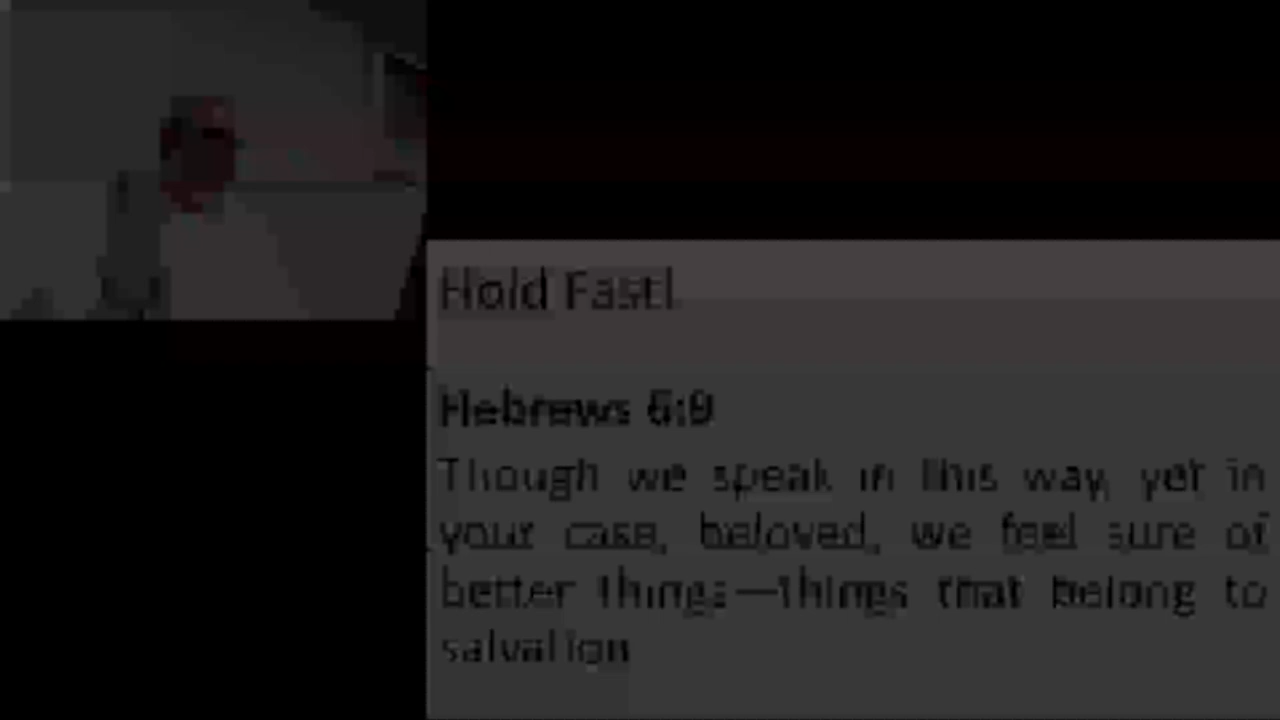 Hold Fast!
Hebrews 6:9
Though we speak in this way, yet in
your case, beloved, we feel sure of
better things—things that belong to
salvation